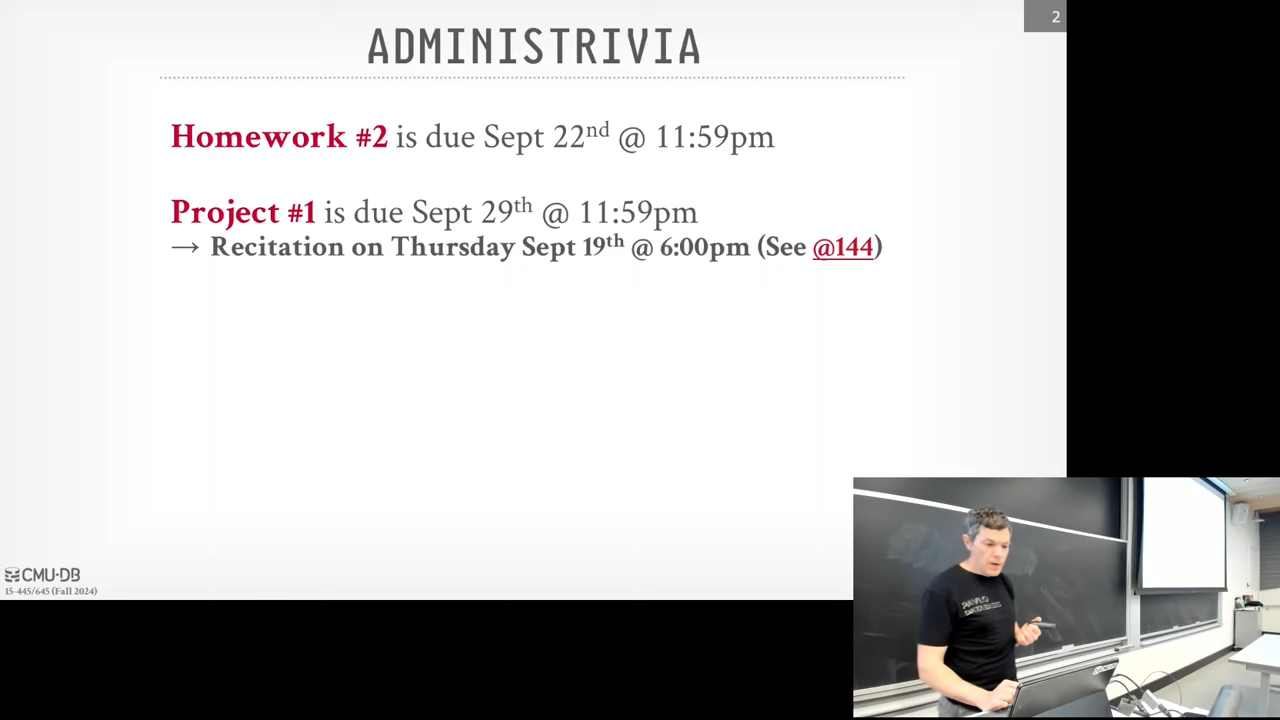 2
ADMINISTRIVIA
Homework #2 is due Sept 22nd @ 11:59pm
Project #1 is due Sept 29th @ 11:59pm
→ Recitation on Thursday Sept 19th @ 6:00pm (See @144)
CMU·DB
15-445/645 (Fall 2024)